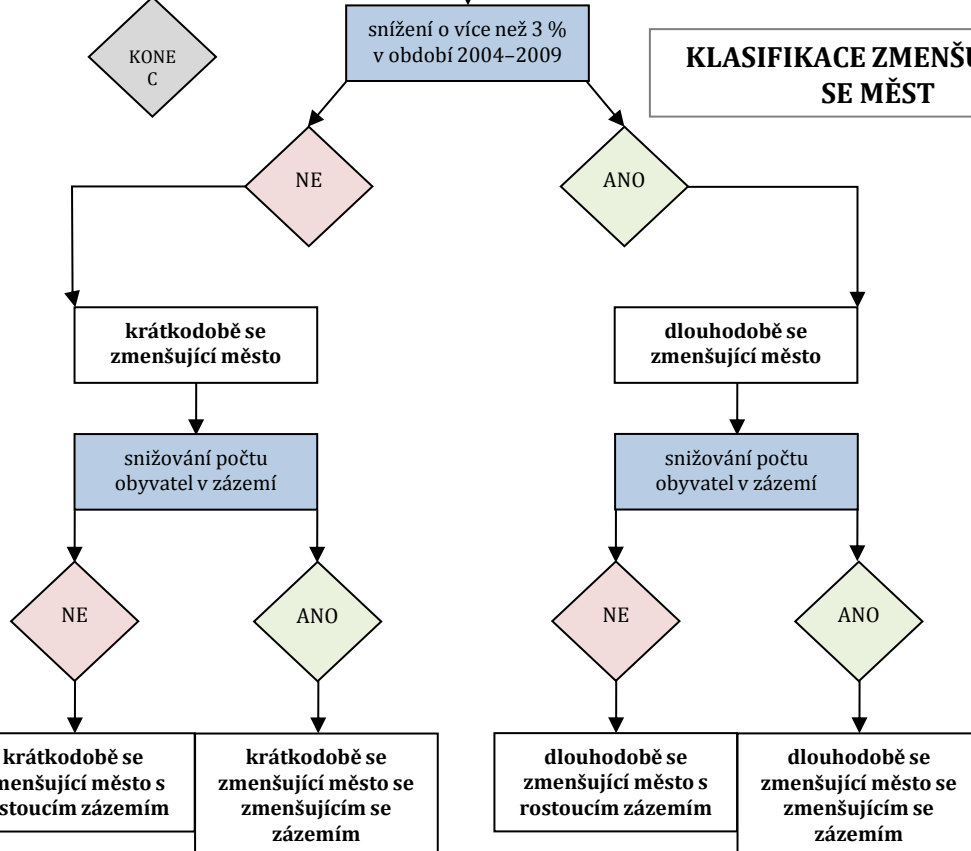 KONE
C
snížení o více než 3 %
v období 2004–2009
KLASIFIKACE ZMENŠU
SE MĚST
NE
ANO
krátkodobě se
zmenšující město
dlouhodobě se
zmenšující město
snižování počtu
obyvatel v zázemí
snižování počtu
obyvatel v zázemí
NE
ANO
NE
ANO
krátkodobě se
menšující město s
stoucím zázemím
krátkodobě se
zmenšující město se
zmenšujícím se
zázemím
dlouhodobě se
zmenšující město s
rostoucím zázemím
dlouhodobě se
zmenšující město se
zmenšujícím se
zázemím